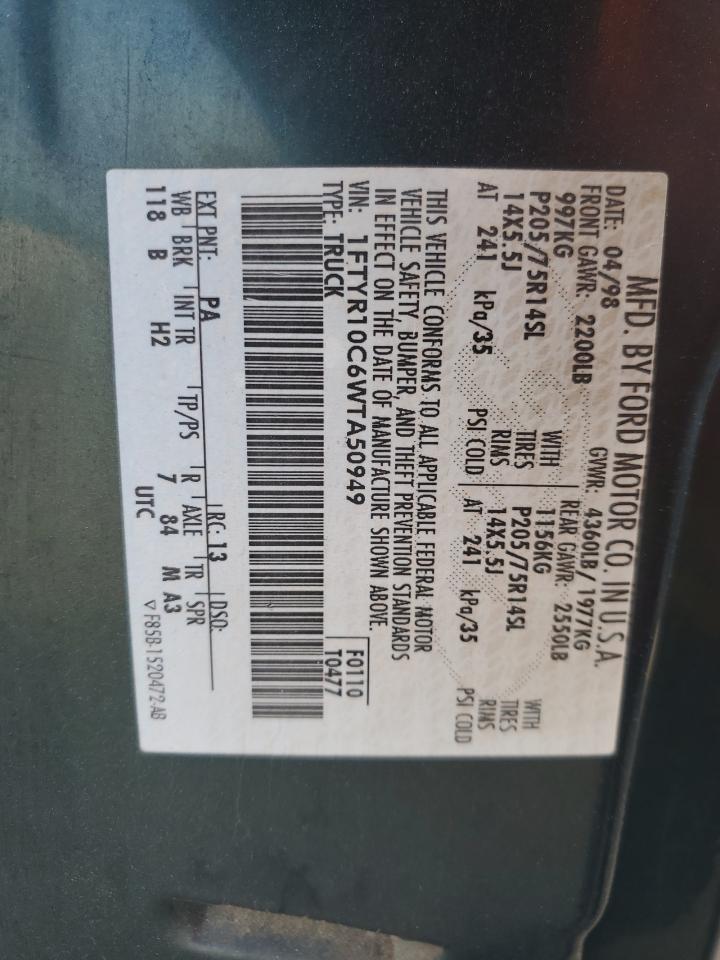 MFD. BY FORD MOTOR CO. IN U.S.A.
DATE: 04/98 GVWR: 4360LB/ 1977KG
FRONT GAWR: 2200LB REAR GAWR: 2550LB
997KG WITH 1156KG WITH
P205/75R14SL TIRES P205/75R14SL TIRES
14X5.5J RIMS 14X5.5J RIMS
AT 241 kPa/35 PSI COLD AT 241 kPa/35 PSI COLD
THIS VEHICLE CONFORMS TO ALL APPLICABLE FEDERAL MOTOR
VEHICLE SAFETY, BUMPER, AND THEFT PREVENTION STANDARDS
IN EFFECT ON THE DATE OF MANUFACTURE SHOWN ABOVE.
VIN: 1FTYR10C6WTA50949 F0110
TYPE: TRUCK T0477
EXT PNT: PA RC: 13 DSO:
WB BRK INT TR TP/PS R AXLE TR SPR
118 B H2 7 84 M A3
UTC
▽ F85B-1520472-AB